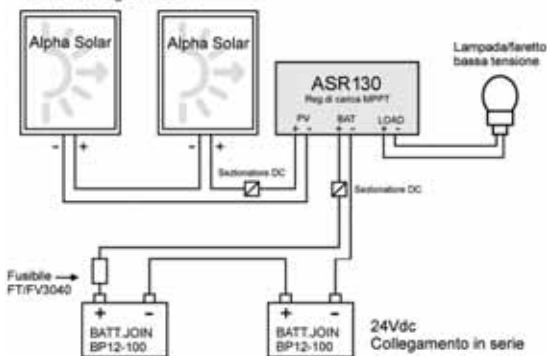 Alpha Solar
Alpha Solar
Lampada/faretto
bassa tensione
ASR130
Reg.di carica MPPT
PV
BAT
LOAD
+ -
+ -
+ -
- +
- +
Sezionatore DC
Sezionatore DC
Fusibile
FT/FV3040
+ -
+ -
BATT.JOIN
BP12-100
BATT.JOIN
BP12-100
24Vdc
Collegamento in serie